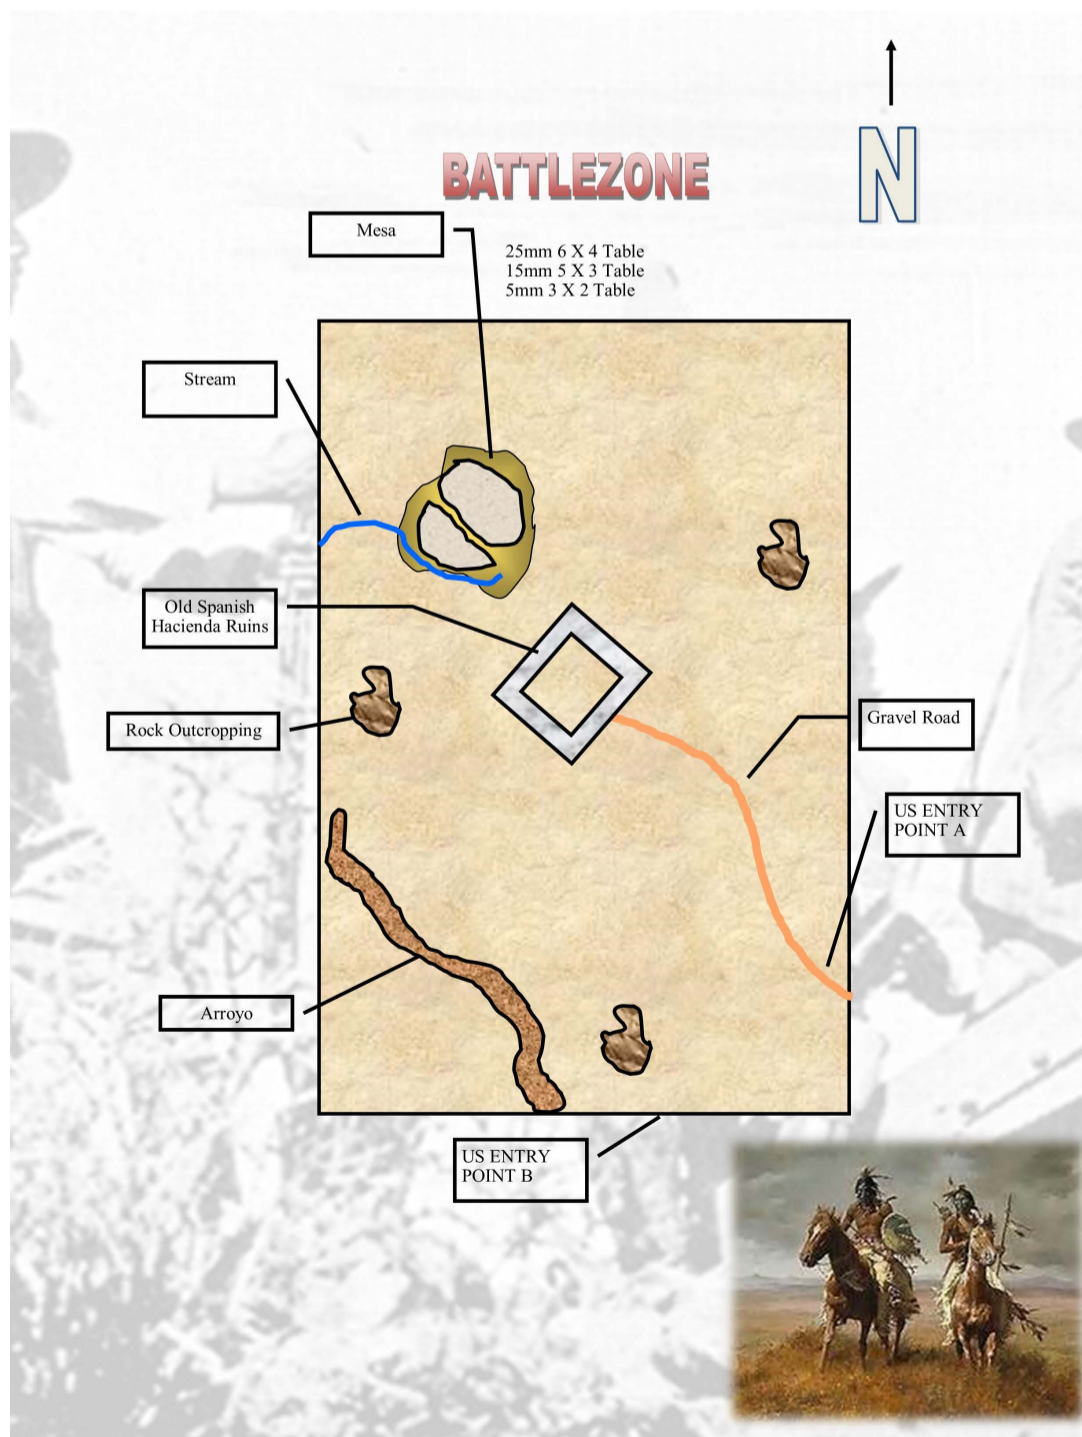 N
BATTLEZONE
Mesa
25mm 6 X 4 Table
15mm 5 X 3 Table
5mm 3 X 2 Table
Stream
Old Spanish
Hacienda Ruins
Rock Outcropping
Gravel Road
US ENTRY
POINT A
Arroyo
US ENTRY
POINT B